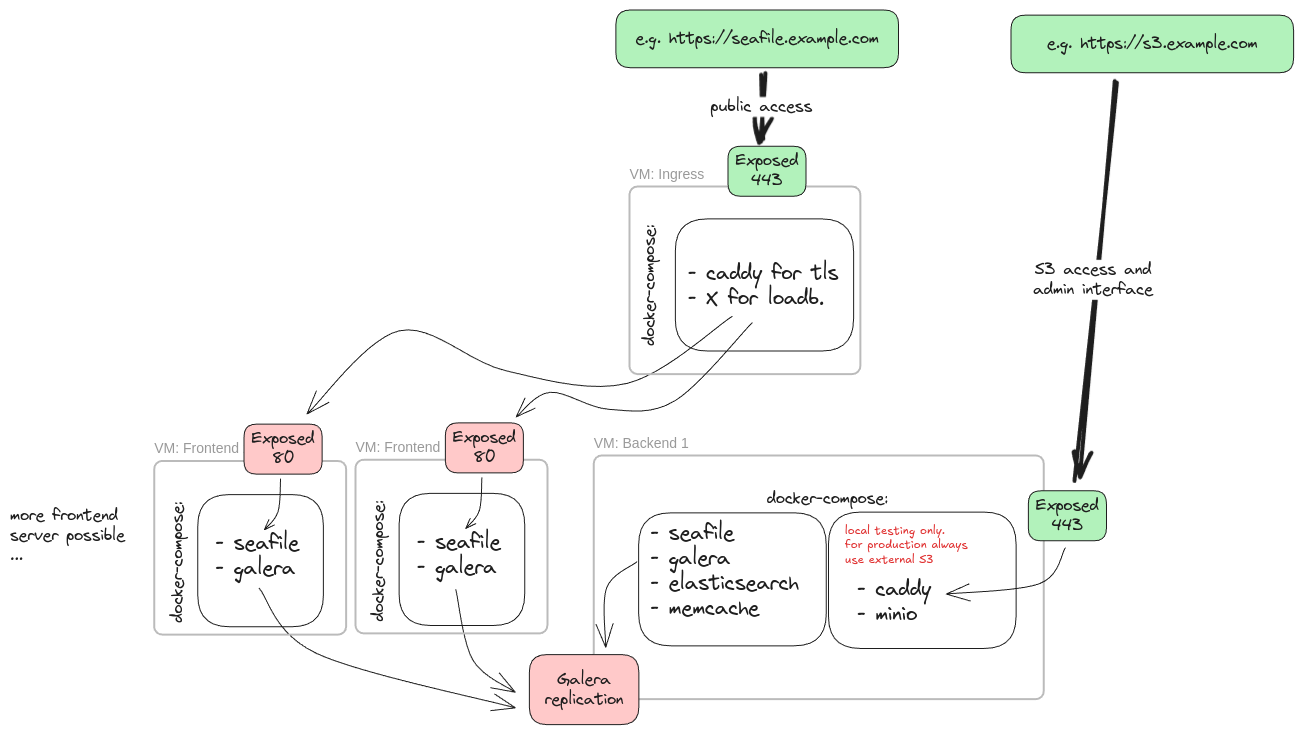 e.g. https://seafile.example.com
e.g. https://s3.example.com
public access
Exposed
443
VM: Ingress
docker-compose:
- caddy for tls
- X for loadb.
S3 access and
admin interface
VM: Frontend
Exposed
80
docker-compose:
- seafile
- galera
VM: Frontend
Exposed
80
docker-compose:
- seafile
- galera
more frontend
server possible
...
VM: Backend 1
docker-compose:
- seafile
- galera
- elasticsearch
- memcache
local testing only.
for production always
use external S3
- caddy
- minio
Exposed
443
Galera
replication